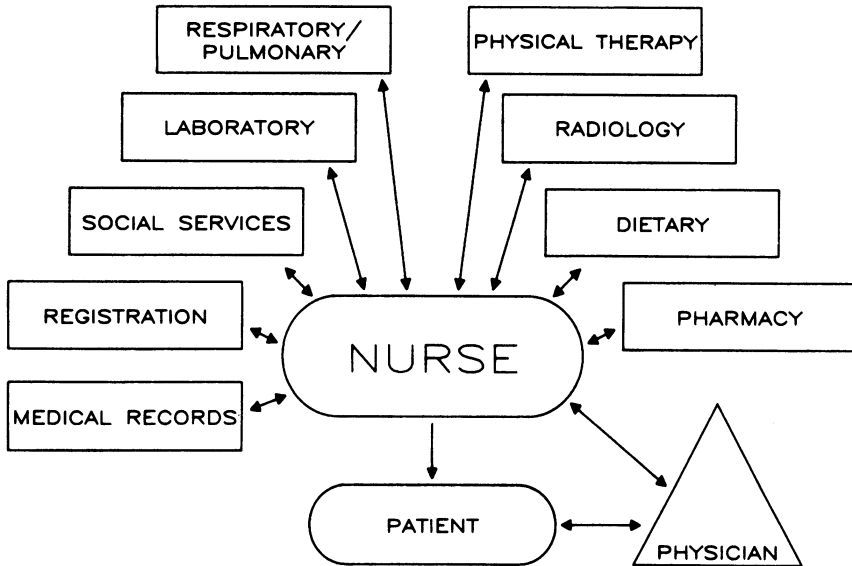 RESPIRATORY/
PULMONARY
PHYSICAL THERAPY
LABORATORY
RADIOLOGY
SOCIAL SERVICES
DIETARY
REGISTRATION
PHARMACY
NURSE
MEDICAL RECORDS
PATIENT
PHYSICIAN